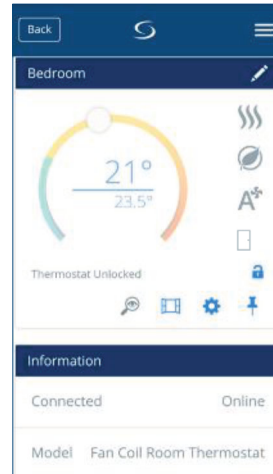 Back
Bedroom
21°
23.5°
A
Thermostat Unlocked
Information
Connected Online
Model Fan Coil Room Thermostat